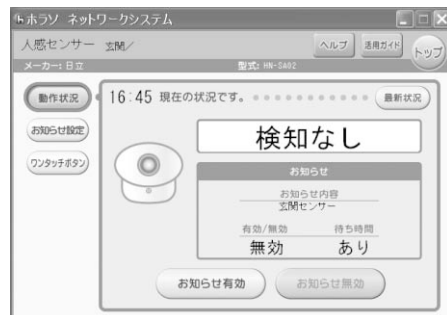 ホラソ ネットワークシステム
人感センサー 玄関/
ヘルプ 活用ガイド トップ
メーカー:日立 型式: HN-SA02
動作状況
16:45 現在の状況です。
最新状況
お知らせ設定
検知なし
ワンタッチボタン
お知らせ
お知らせ内容
玄関センサー
有効/無効 待ち時間
無効 あり
お知らせ有効 お知らせ無効